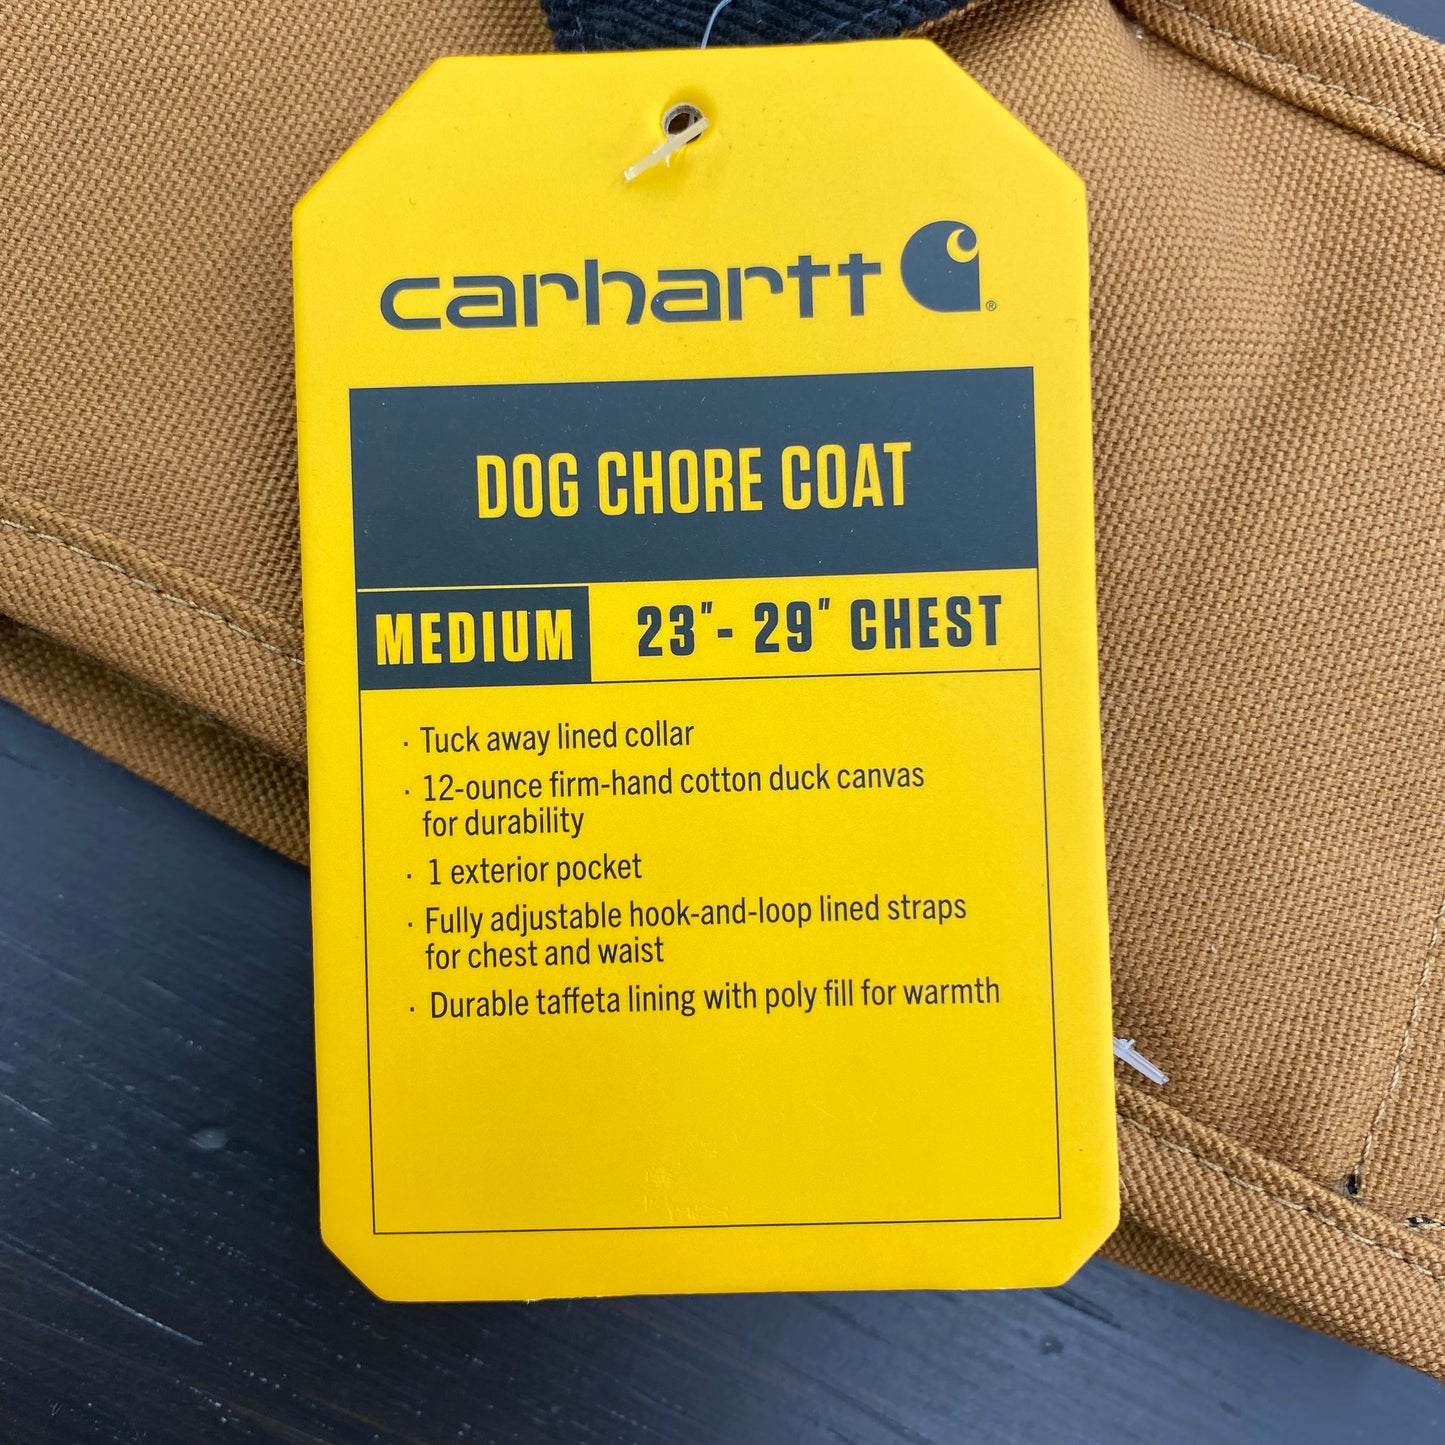 carhartt ®
DOG CHORE COAT
MEDIUM 23"- 29" CHEST
· Tuck away lined collar
· 12-ounce firm-hand cotton duck canvas
for durability
· 1 exterior pocket
· Fully adjustable hook-and-loop lined straps
for chest and waist
· Durable taffeta lining with poly fill for warmth